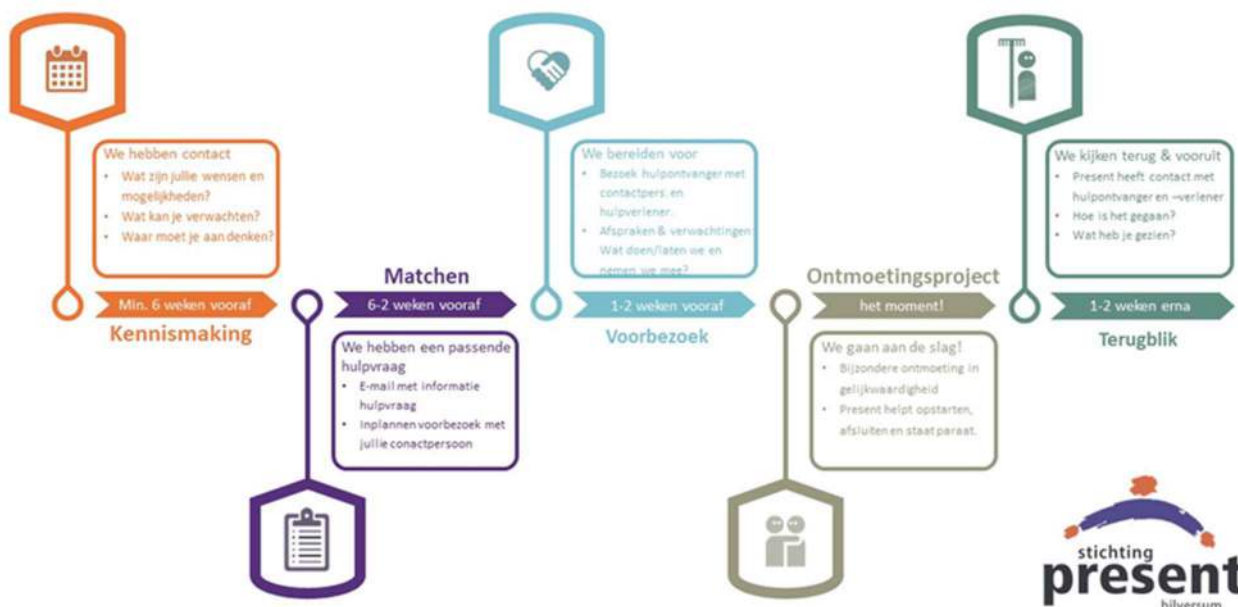 We hebben contact
• Wat zijn jullie wensen en
mogelijkheden?
• Wat kan je verwachten?
• Waar moet je aan denken?
Min. 6 weken vooraf
Kennismaking
Matchen
6-2 weken vooraf
We hebben een passende
hulpvraag
• E-mail met informatie
hulpvraag
• Inplannen voorbezoek met
jullie conactpersoon
We bereiden voor
• Bezoek hulpontvanger met
contactpers. en
hulpverlener.
• Afspraken & verwachtingen:
Wat doen/laten we en
nemen we mee?
1-2 weken vooraf
Voorbezoek
Ontmoetingsproject
het moment!
We gaan aan de slag!
• Bijzondere ontmoeting in
gelijkwaardigheid
• Present helpt opstarten,
afsluiten en staat paraat.
We kijken terug & vooruit
• Present heeft contact met
hulpontvanger en –verlener
• Hoe is het gegaan?
• Wat heb je gezien?
1-2 weken erna
Terugblik
stichting
present
hilversum